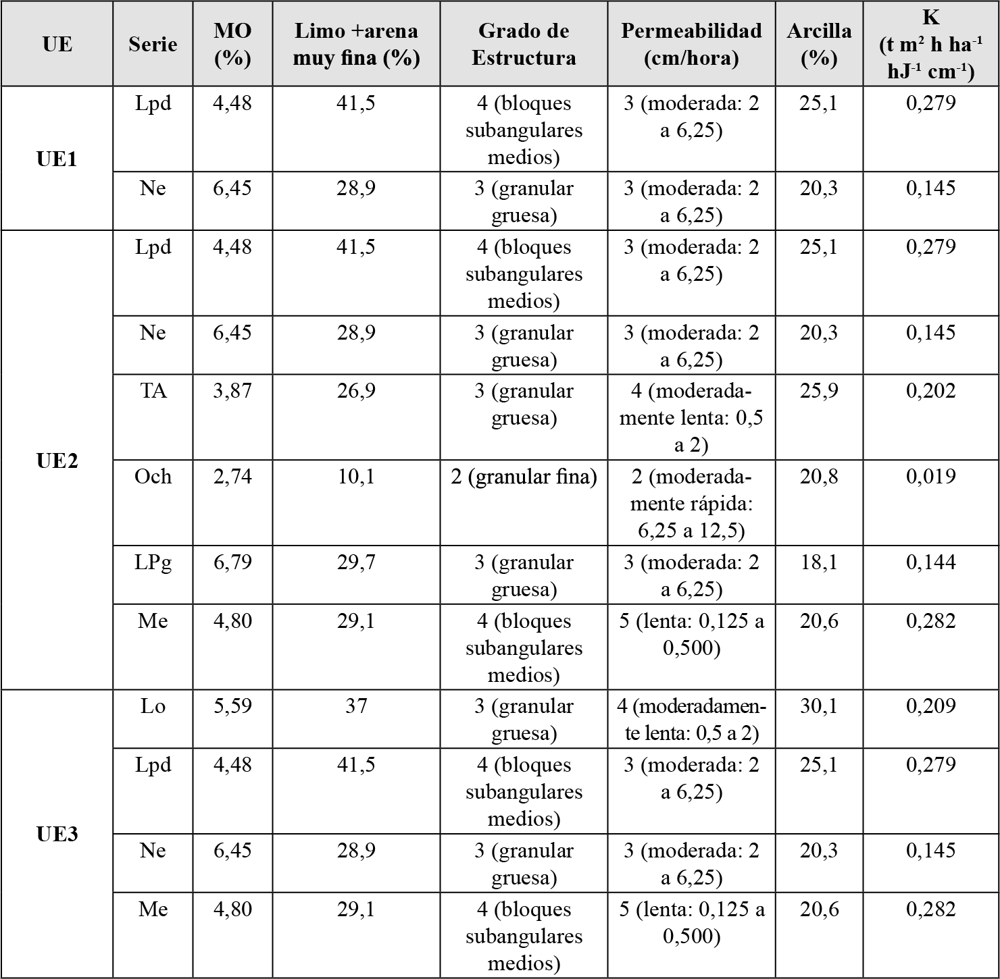 UE Serie MO (%) Limo +arena muy fina (%) Grado de Estructura Permeabilidad (cm/hora) Arcilla (%) K (t m² h ha⁻¹ hJ⁻¹ cm⁻¹)
UE1
Lpd 4,48 41,5 4 (bloques subangulares medios) 3 (moderada: 2 a 6,25) 25,1 0,279
Ne 6,45 28,9 3 (granular gruesa) 3 (moderada: 2 a 6,25) 20,3 0,145
UE2
Lpd 4,48 41,5 4 (bloques subangulares medios) 3 (moderada: 2 a 6,25) 25,1 0,279
Ne 6,45 28,9 3 (granular gruesa) 3 (moderada: 2 a 6,25) 20,3 0,145
TA 3,87 26,9 3 (granular gruesa) 4 (moderada-mente lenta: 0,5 a 2) 25,9 0,202
Och 2,74 10,1 2 (granular fina) 2 (moderada-mente rápida: 6,25 a 12,5) 20,8 0,019
LPg 6,79 29,7 3 (granular gruesa) 3 (moderada: 2 a 6,25) 18,1 0,144
Me 4,80 29,1 4 (bloques subangulares medios) 5 (lenta: 0,125 a 0,500) 20,6 0,282
UE3
Lo 5,59 37 3 (granular gruesa) 4 (moderadamen-te lenta: 0,5 a 2) 30,1 0,209
Lpd 4,48 41,5 4 (bloques subangulares medios) 3 (moderada: 2 a 6,25) 25,1 0,279
Ne 6,45 28,9 3 (granular gruesa) 3 (moderada: 2 a 6,25) 20,3 0,145
Me 4,80 29,1 4 (bloques subangulares medios) 5 (lenta: 0,125 a 0,500) 20,6 0,282